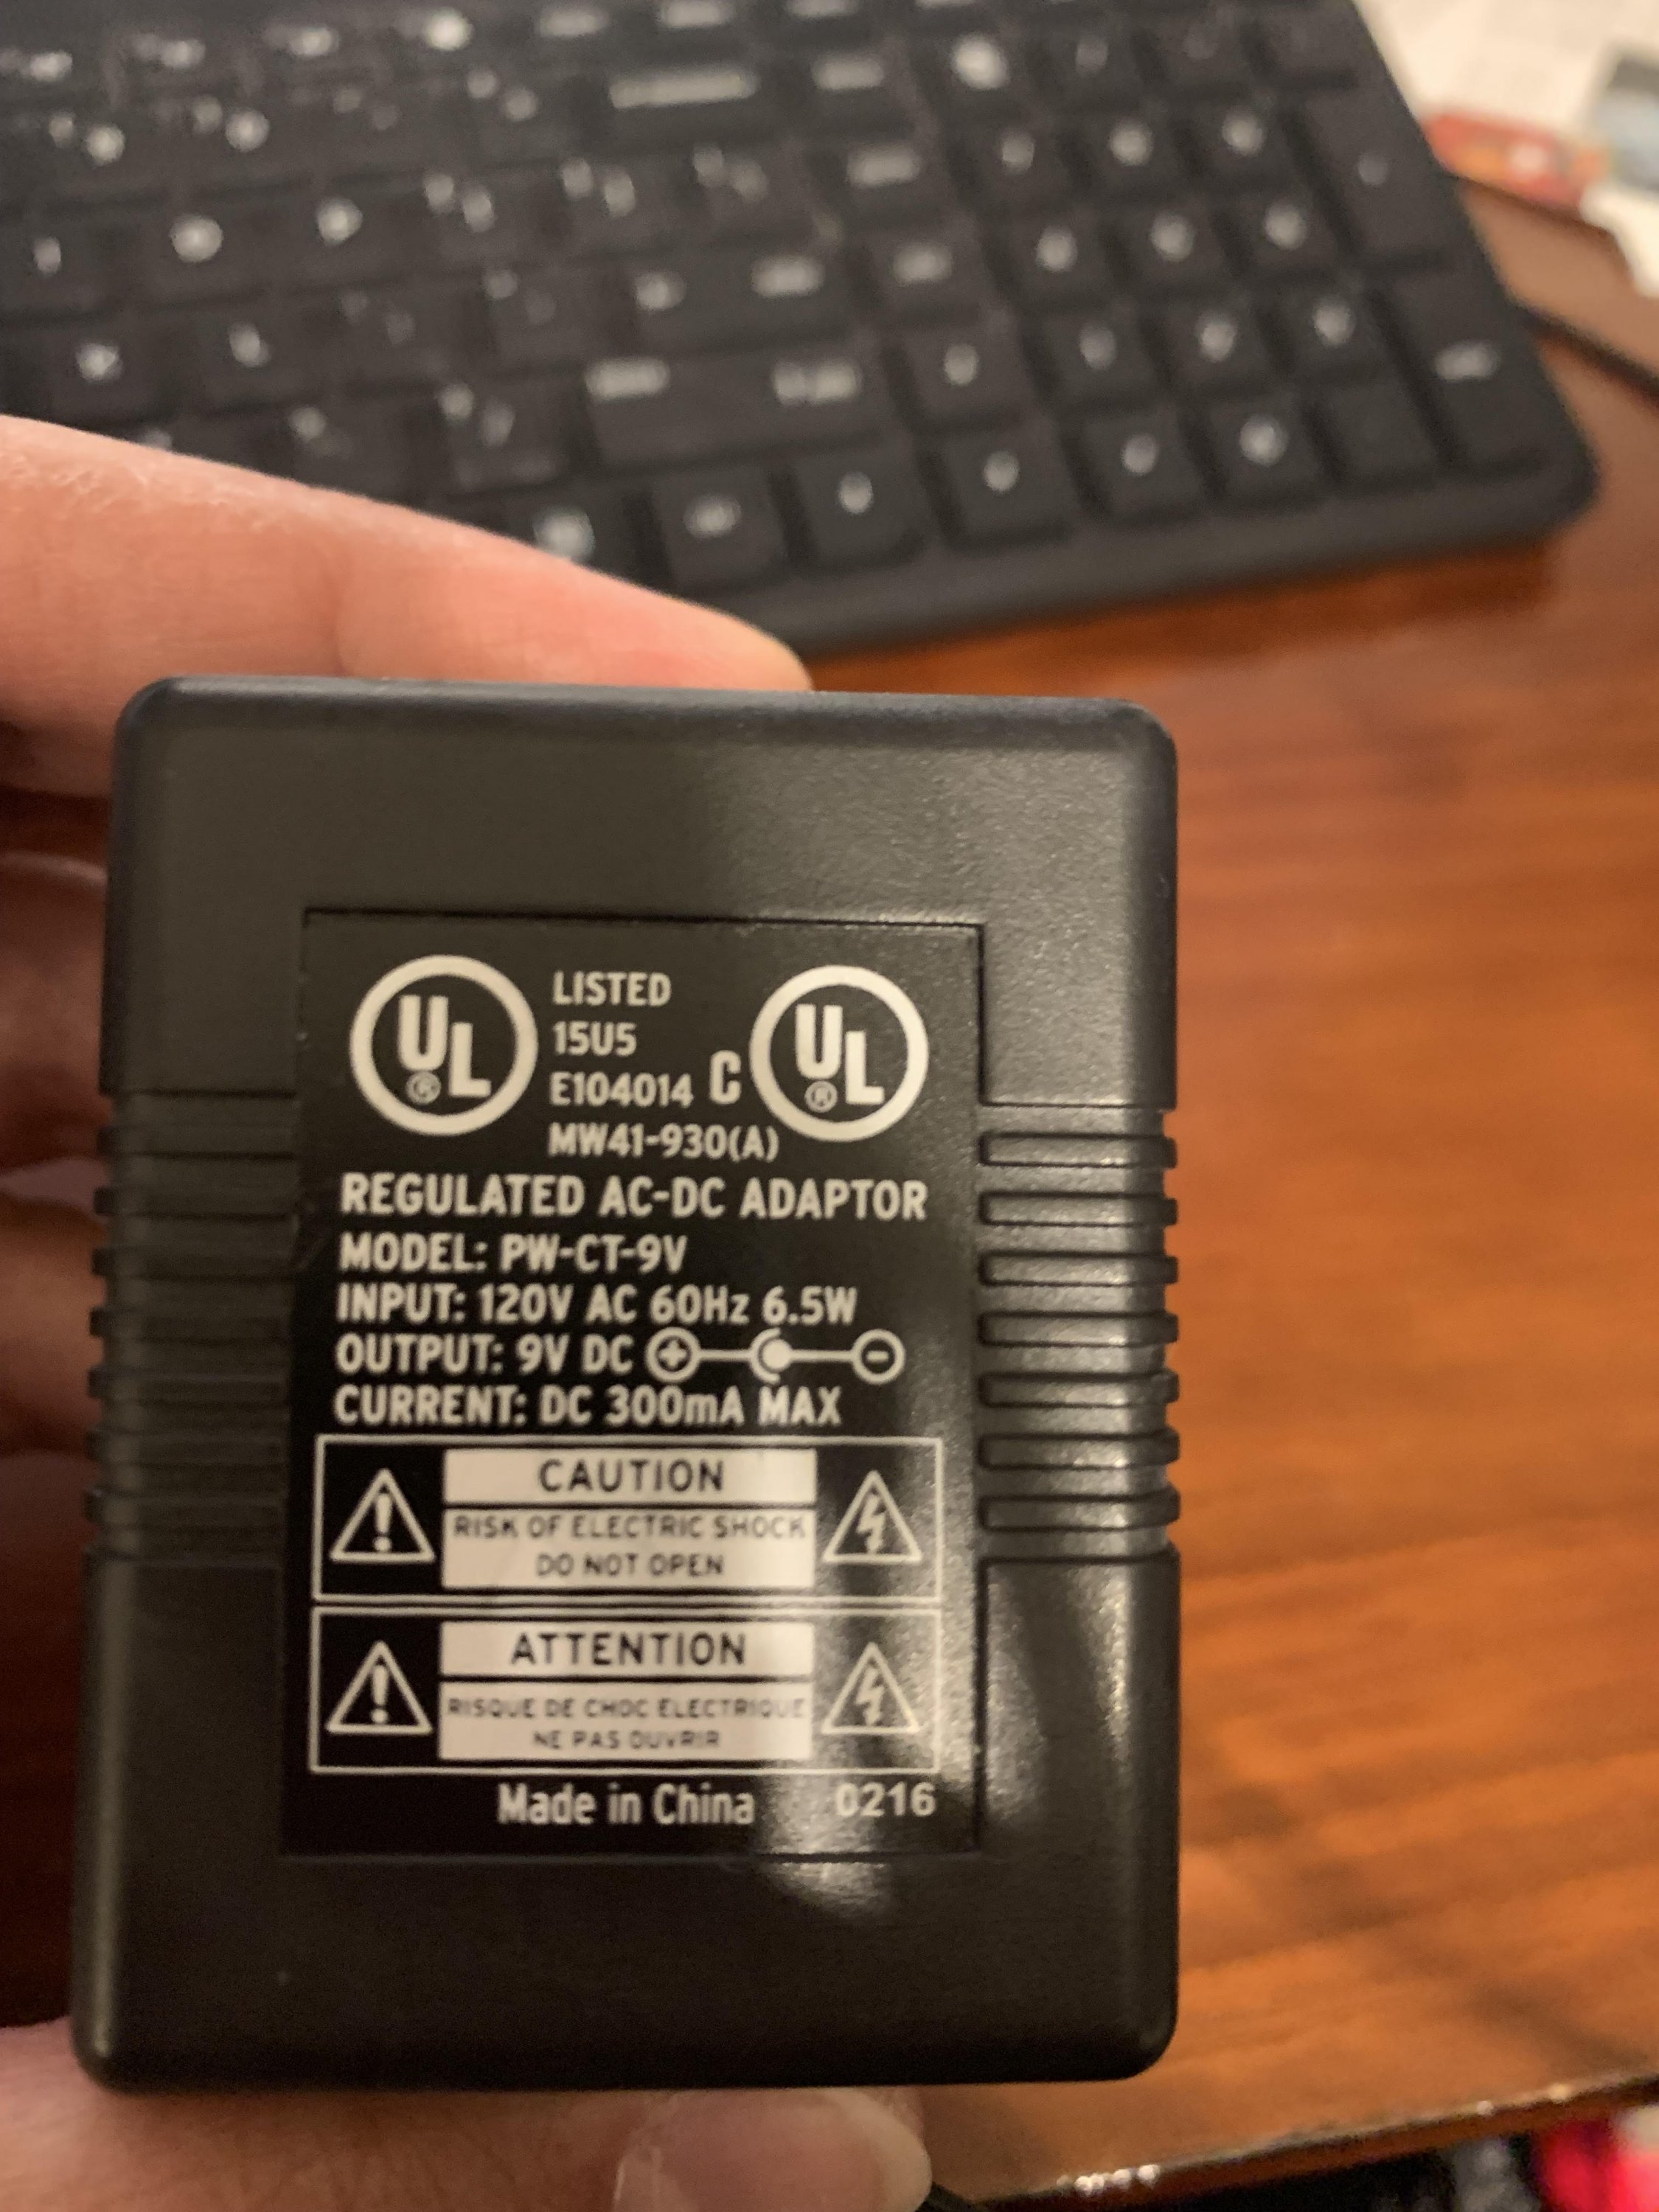 UL
®
LISTED
15U5
E104014
MW41-930(A)
C UL
®
REGULATED AC-DC ADAPTOR
MODEL: PW-CT-9V
INPUT: 120V AC 60Hz 6.5W
OUTPUT: 9V DC + -
CURRENT: DC 300mA MAX
CAUTION
RISK OF ELECTRIC SHOCK
DO NOT OPEN
ATTENTION
RISQUE DE CHOC ELECTRIQUE
NE PAS OUVRIR
Made in China 0216